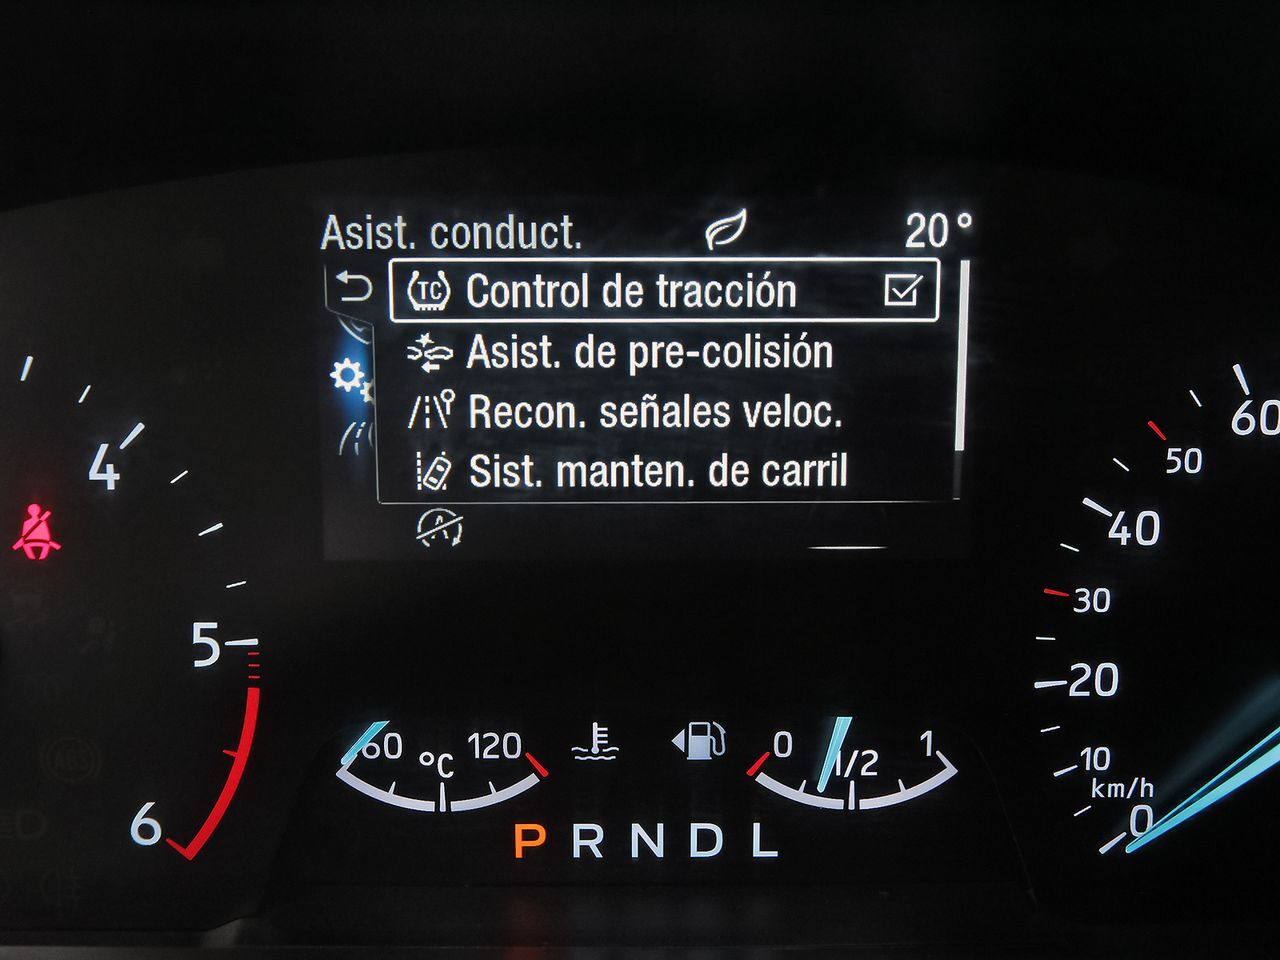 Asist. conduct.
20°
TC Control de tracción
Asist. de pre-colisión
Recon. señales veloc.
Sist. manten. de carril
A
4
5
6
60
50
40
30
20
10
km/h
0
60 °C 120
0 1/2 1
P R N D L